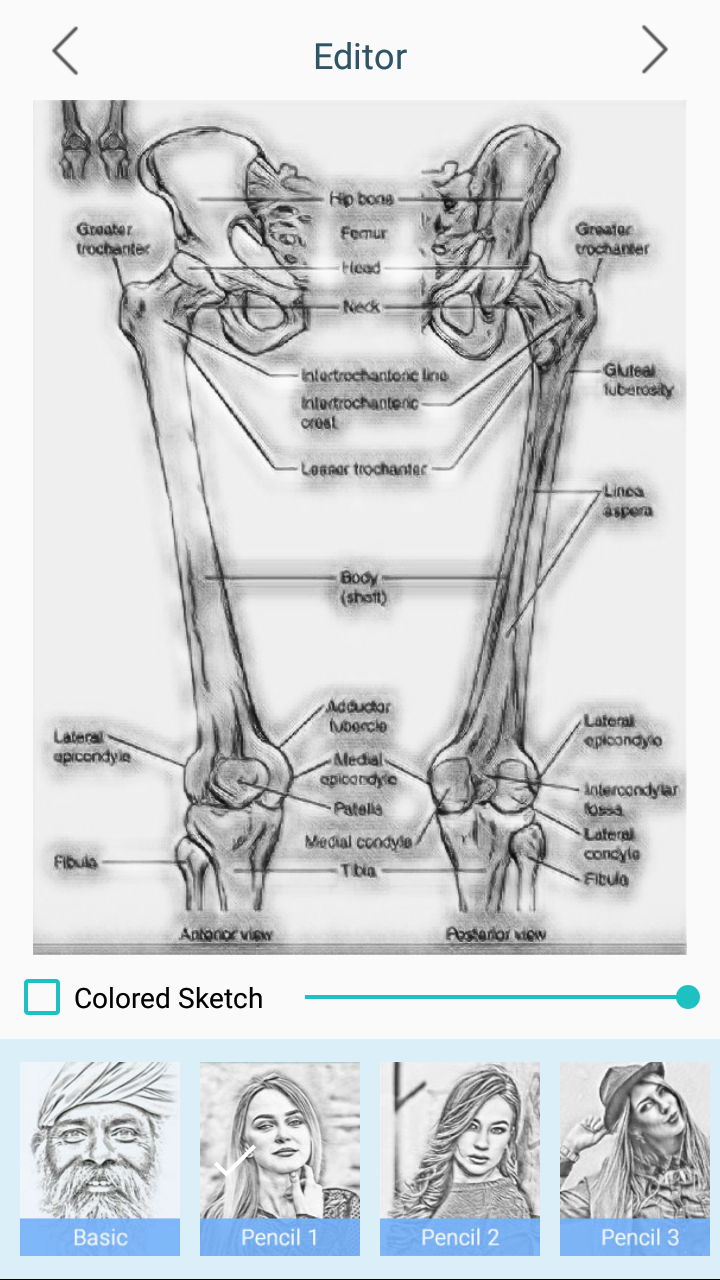 Editor
Hip bone
Greater
trochanter
Femur
Greater
trochanter
Head
Neck
Intertrochanteric line
Gluteal
tuberosity
Intertrochanteric
crest
Lesser trochanter
Linea
aspera
Body
(shaft)
Adductor
tubercle
Lateral
epicondyle
Lateral
epicondyle
Medial
epicondyle
Intercondylar
fossa
Patella
Medial condyle
Lateral
condyle
Fibula
Tibia
Fibula
Anterior view
Posterior view
Colored Sketch
Basic
Pencil 1
Pencil 2
Pencil 3